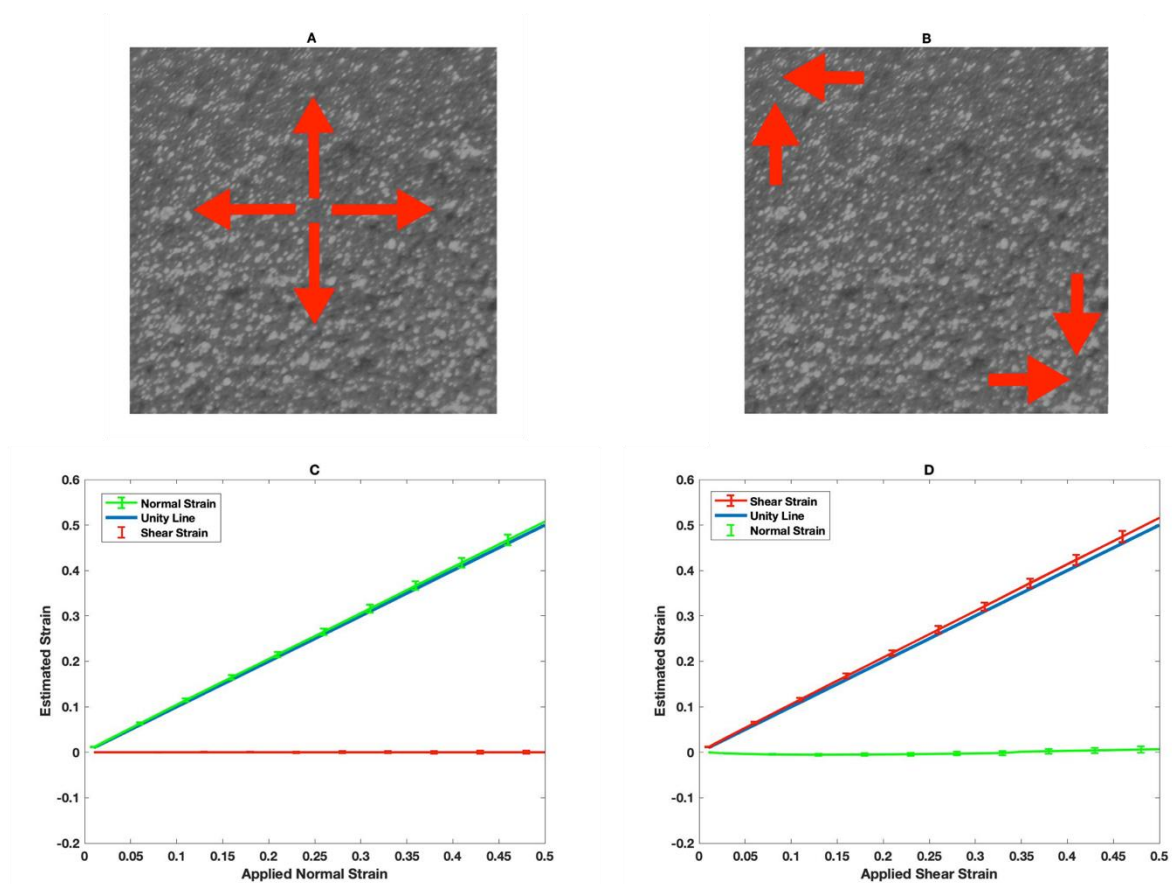 A
B
C
0.6
0.5
0.4
0.3
0.2
0.1
0
-0.1
-0.2
Estimated Strain
Normal Strain
Unity Line
Shear Strain
0
0.05
0.1
0.15
0.2
0.25
0.3
0.35
0.4
0.45
0.5
Applied Normal Strain
D
0.6
0.5
0.4
0.3
0.2
0.1
0
-0.1
-0.2
Estimated Strain
Shear Strain
Unity Line
Normal Strain
0
0.05
0.1
0.15
0.2
0.25
0.3
0.35
0.4
0.45
0.5
Applied Shear Strain